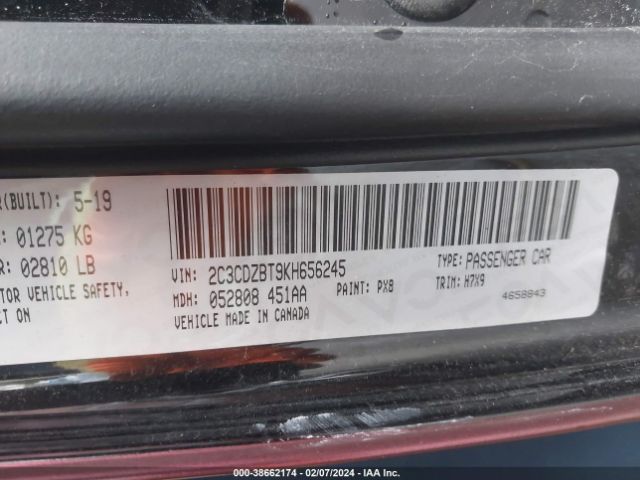 R(BUILT): 5-19
: 01275 KG
R: 02810 LB
TOR VEHICLE SAFETY,
CT ON
VIN: 2C3CDZBT9KH656245
TYPE: PASSENGER CAR
MDH: 052808 451AA
PAINT: PX8
TRIM: H7X9
VEHICLE MADE IN CANADA
4658843
000-38662174 - 02/07/2024 - IAA Inc.